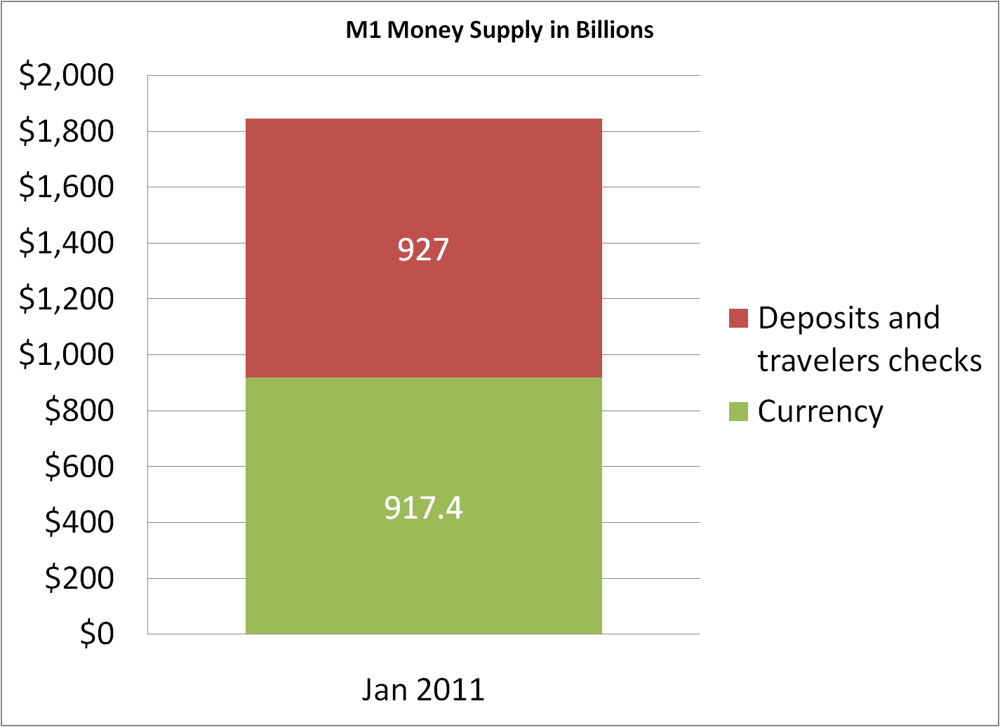 M1 Money Supply in Billions
$2,000
$1,800
$1,600
$1,400
$1,200
$1,000
$800
$600
$400
$200
$0
927
917.4
Jan 2011
Deposits and
travelers checks
Currency